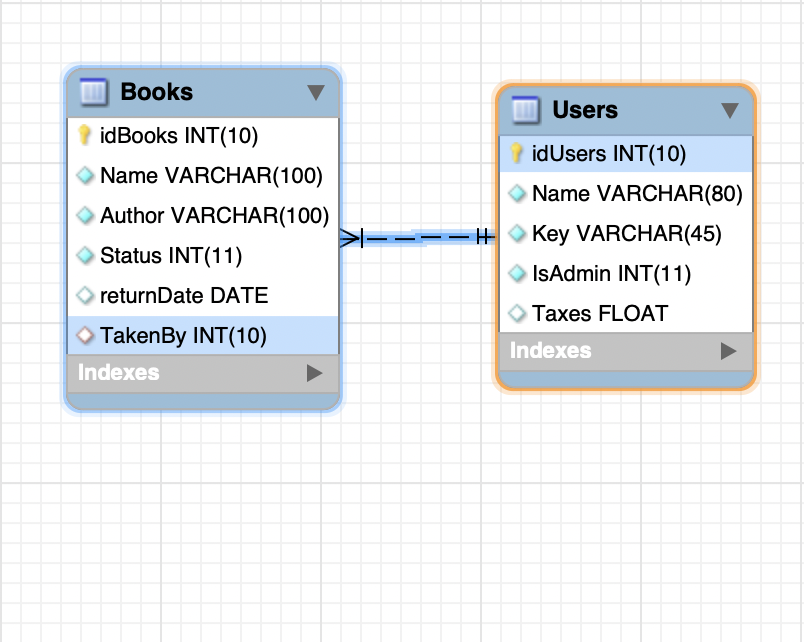 Books
idBooks INT(10)
Name VARCHAR(100)
Author VARCHAR(100)
Status INT(11)
returnDate DATE
TakenBy INT(10)
Indexes
Users
idUsers INT(10)
Name VARCHAR(80)
Key VARCHAR(45)
IsAdmin INT(11)
Taxes FLOAT
Indexes